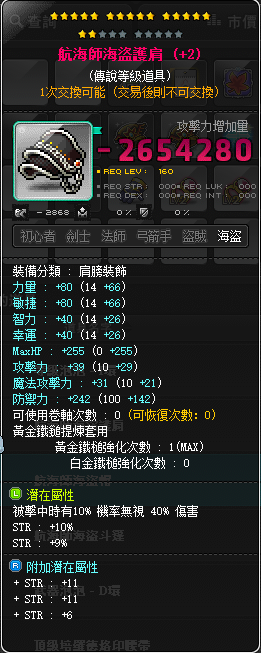 航海師海盜護肩 (+2)
(傳說等級道具)
1次交換可能 (交易後則不可交換)
攻擊力增加量
-2654280
REQ LEV : 160
REQ STR : 000 REQ LUK : 000
REQ DEX : 000 REQ INT : 000
-2868 0% 0%
初心者 劍士 法師 弓箭手 盜賊 海盜
裝備分類 : 肩膀裝飾
力量 : +80 (14 +66)
敏捷 : +80 (14 +66)
智力 : +40 (14 +26)
幸運 : +40 (14 +26)
MaxHP : +255 (0 +255)
攻擊力 : +39 (10 +29)
魔法攻擊力 : +31 (10 +21)
防禦力 : +242 (100 +142)
可使用卷軸次數 : 0 (可恢復次數: 0)
黃金鐵鎚提煉套用
黃金鐵鎚強化次數 : 1(MAX)
白金鐵鎚強化次數 : 0
L 潛在屬性
被擊中時有10% 機率無視 40% 傷害
STR : +10%
STR : +9%
R 附加潛在屬性
+ STR : +11
+ STR : +11
+ STR : +6